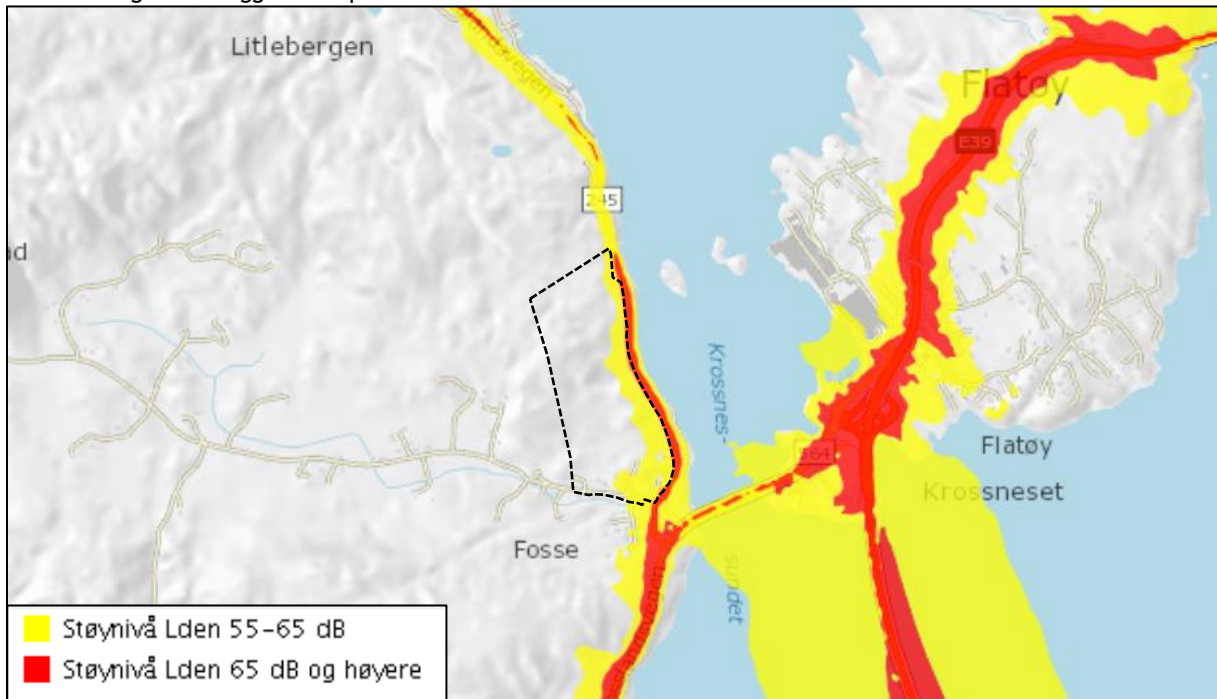 Litlebergen
Flatøy
E39
245
ad
Krossnes-
Flatøy
564
Krossneset
Fosse
sundet
Støynivå Lden 55-65 dB
Støynivå Lden 65 dB og høyere